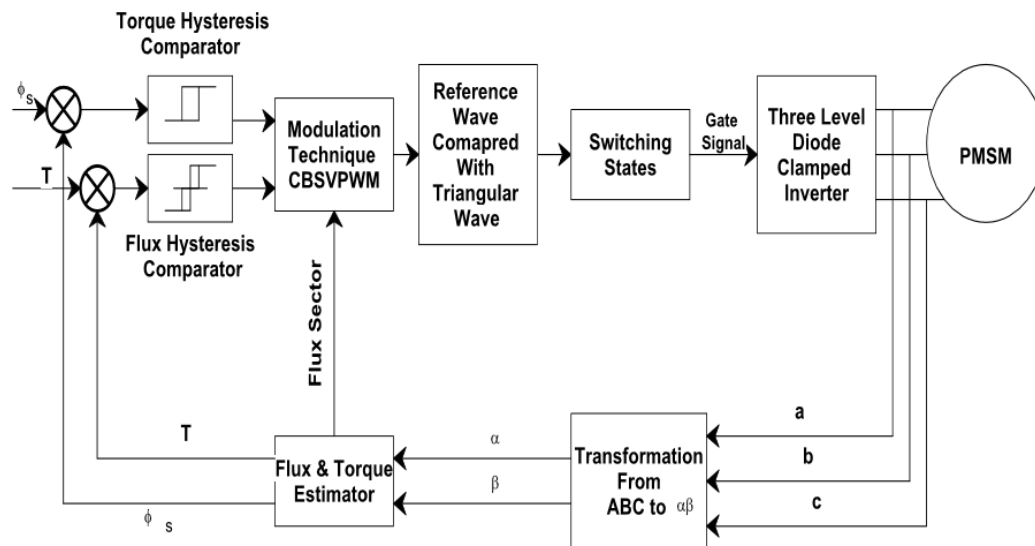 Torque Hysteresis
Comparator
ϕs
T
Flux Hysteresis
Comparator
Modulation
Technique
CBSVPWM
Reference
Wave
Comapred
With
Triangular
Wave
Switching
States
Gate
Signal
Three Level
Diode
Clamped
Inverter
PMSM
Flux Sector
a
b
c
Transformation
From
ABC to αβ
α
β
Flux & Torque
Estimator
T
ϕs